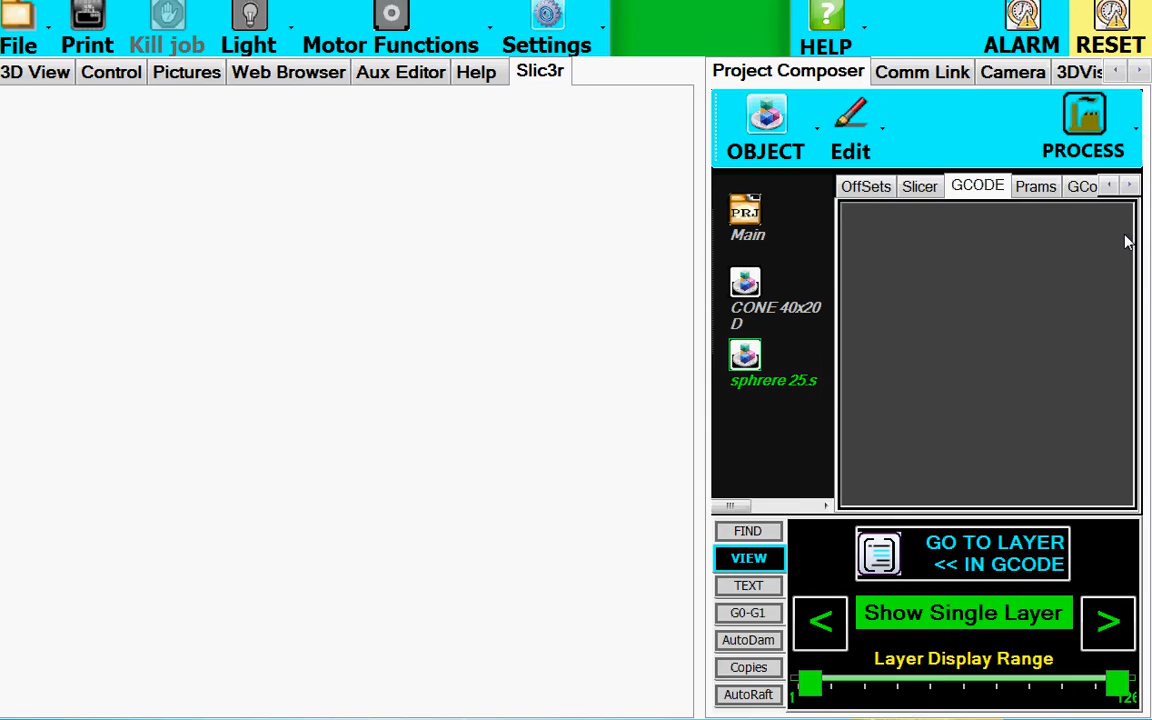 File Print Kill job Light Motor Functions Settings HELP ALARM RESET
3D View Control Pictures Web Browser Aux Editor Help Slic3r
Project Composer Comm Link Camera 3DVis
OBJECT Edit PROCESS
OffSets Slicer GCODE Prams GCo
PRJ
Main
CONE 40x20
D
sphrere 25.s
FIND
VIEW
TEXT
G0-G1
AutoDam
Copies
AutoRaft
GO TO LAYER
<< IN GCODE
< Show Single Layer >
Layer Display Range
1 126